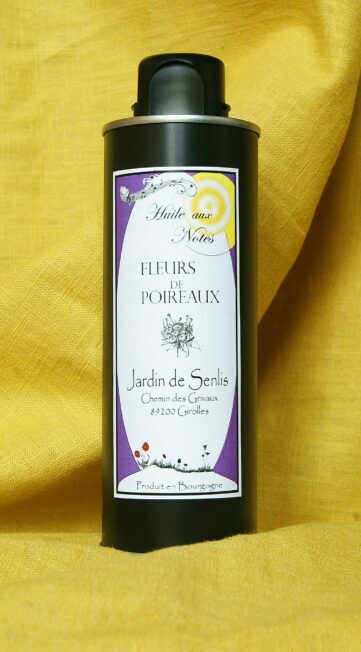 Huile aux
Notes
FLEURS
DE
POIREAUX
Jardin de Senlis
Chemin des Grivaux
89200 Girolles
Produit en Bourgogne